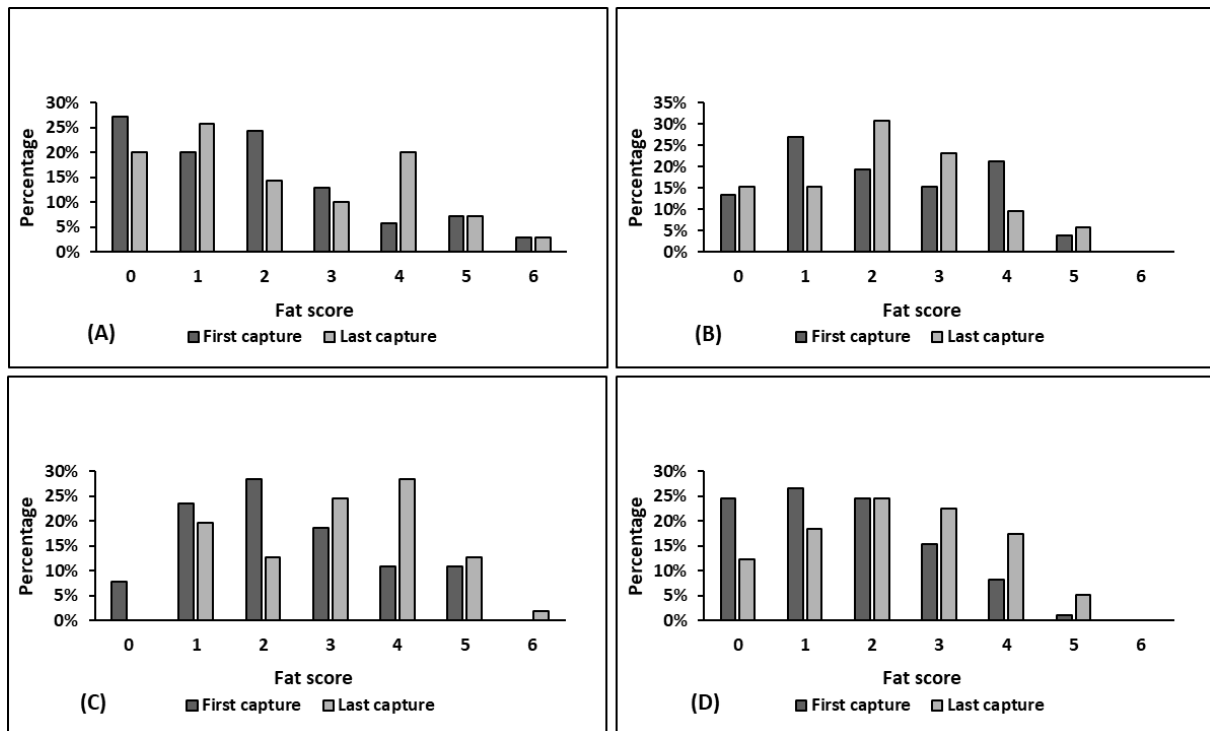 30%
25%
20%
15%
10%
5%
0%
Percentage
0 1 2 3 4 5 6
Fat score
(A)
First capture Last capture
35%
30%
25%
20%
15%
10%
5%
0%
Percentage
0 1 2 3 4 5 6
Fat score
(B)
First capture Last capture
30%
25%
20%
15%
10%
5%
0%
Percentage
0 1 2 3 4 5 6
Fat score
(C)
First capture Last capture
30%
25%
20%
15%
10%
5%
0%
Percentage
0 1 2 3 4 5 6
Fat score
(D)
First capture Last capture